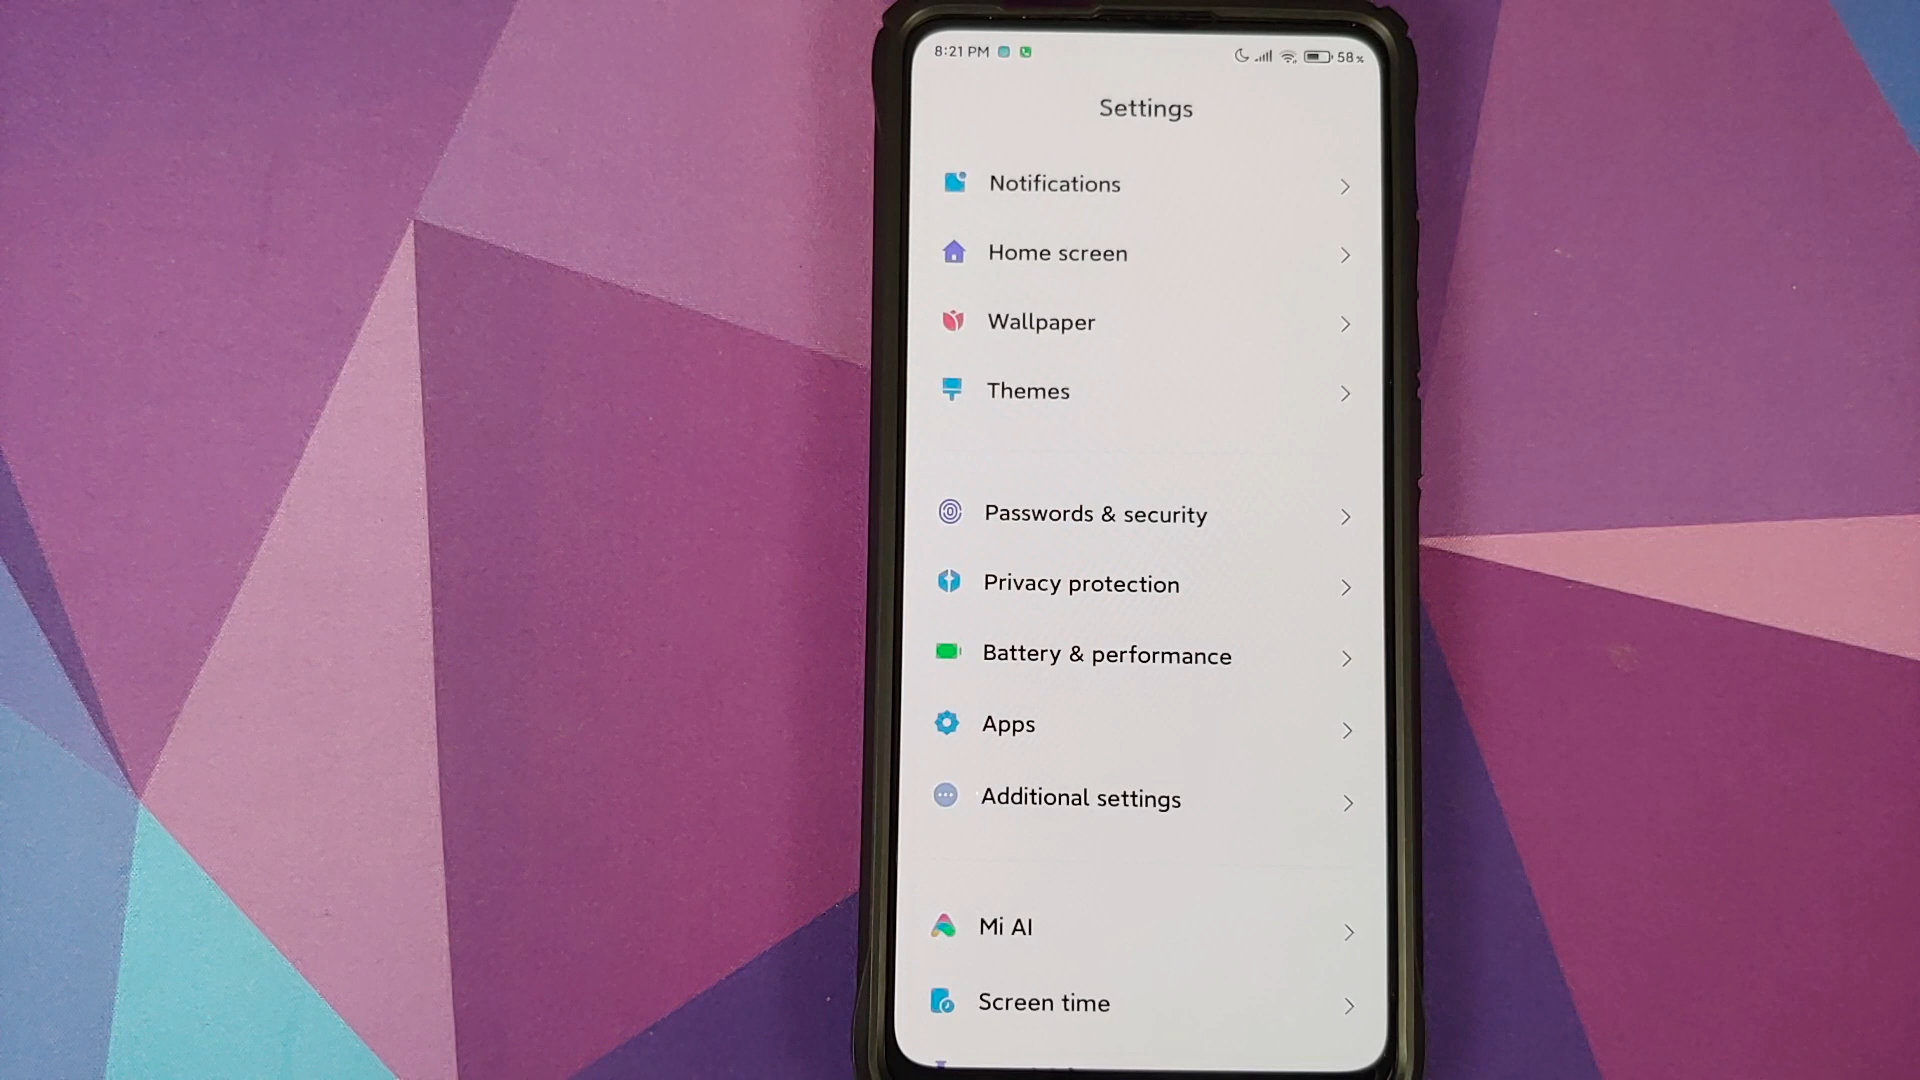 8:21 PM 58%
Settings
Notifications
Home screen
Wallpaper
Themes
Passwords & security
Privacy protection
Battery & performance
Apps
Additional settings
Mi AI
Screen time